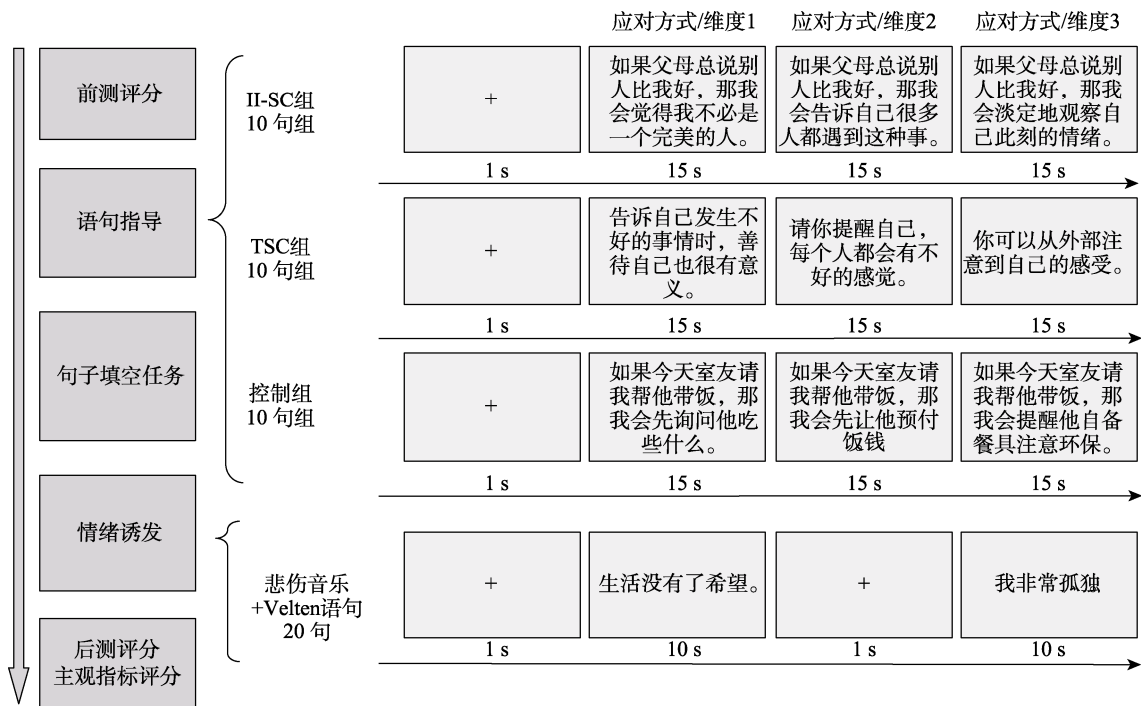 应对方式/维度1
应对方式/维度2
应对方式/维度3
前测评分
语句指导
句子填空任务
情绪诱发
后测评分
主观指标评分
II-SC组
10 句组
+
如果父母总说别
人比我好，那我
会觉得我不必是
一个完美的人。
如果父母总说别
人比我好，那我
会告诉自己很多
人都遇到这种事。
如果父母总说别
人比我好，那我
会淡定地观察自
己此刻的情绪。
1 s
15 s
15 s
15 s
TSC组
10 句组
+
告诉自己发生不
好的事情时，善
待自己也很有意
义。
请你提醒自己，
每个人都会有不
好的感觉。
你可以从外部注
意到自己的感受。
1 s
15 s
15 s
15 s
控制组
10 句组
+
如果今天室友请
我帮他带饭，那
我会先询问他吃
些什么。
如果今天室友请
我帮他带饭，那
我会先让他预付
饭钱
如果今天室友请
我帮他带饭，那
我会提醒他自备
餐具注意环保。
1 s
15 s
15 s
15 s
悲伤音乐
+Velten语句
20 句
+
生活没有了希望。
+
我非常孤独
1 s
10 s
1 s
10 s